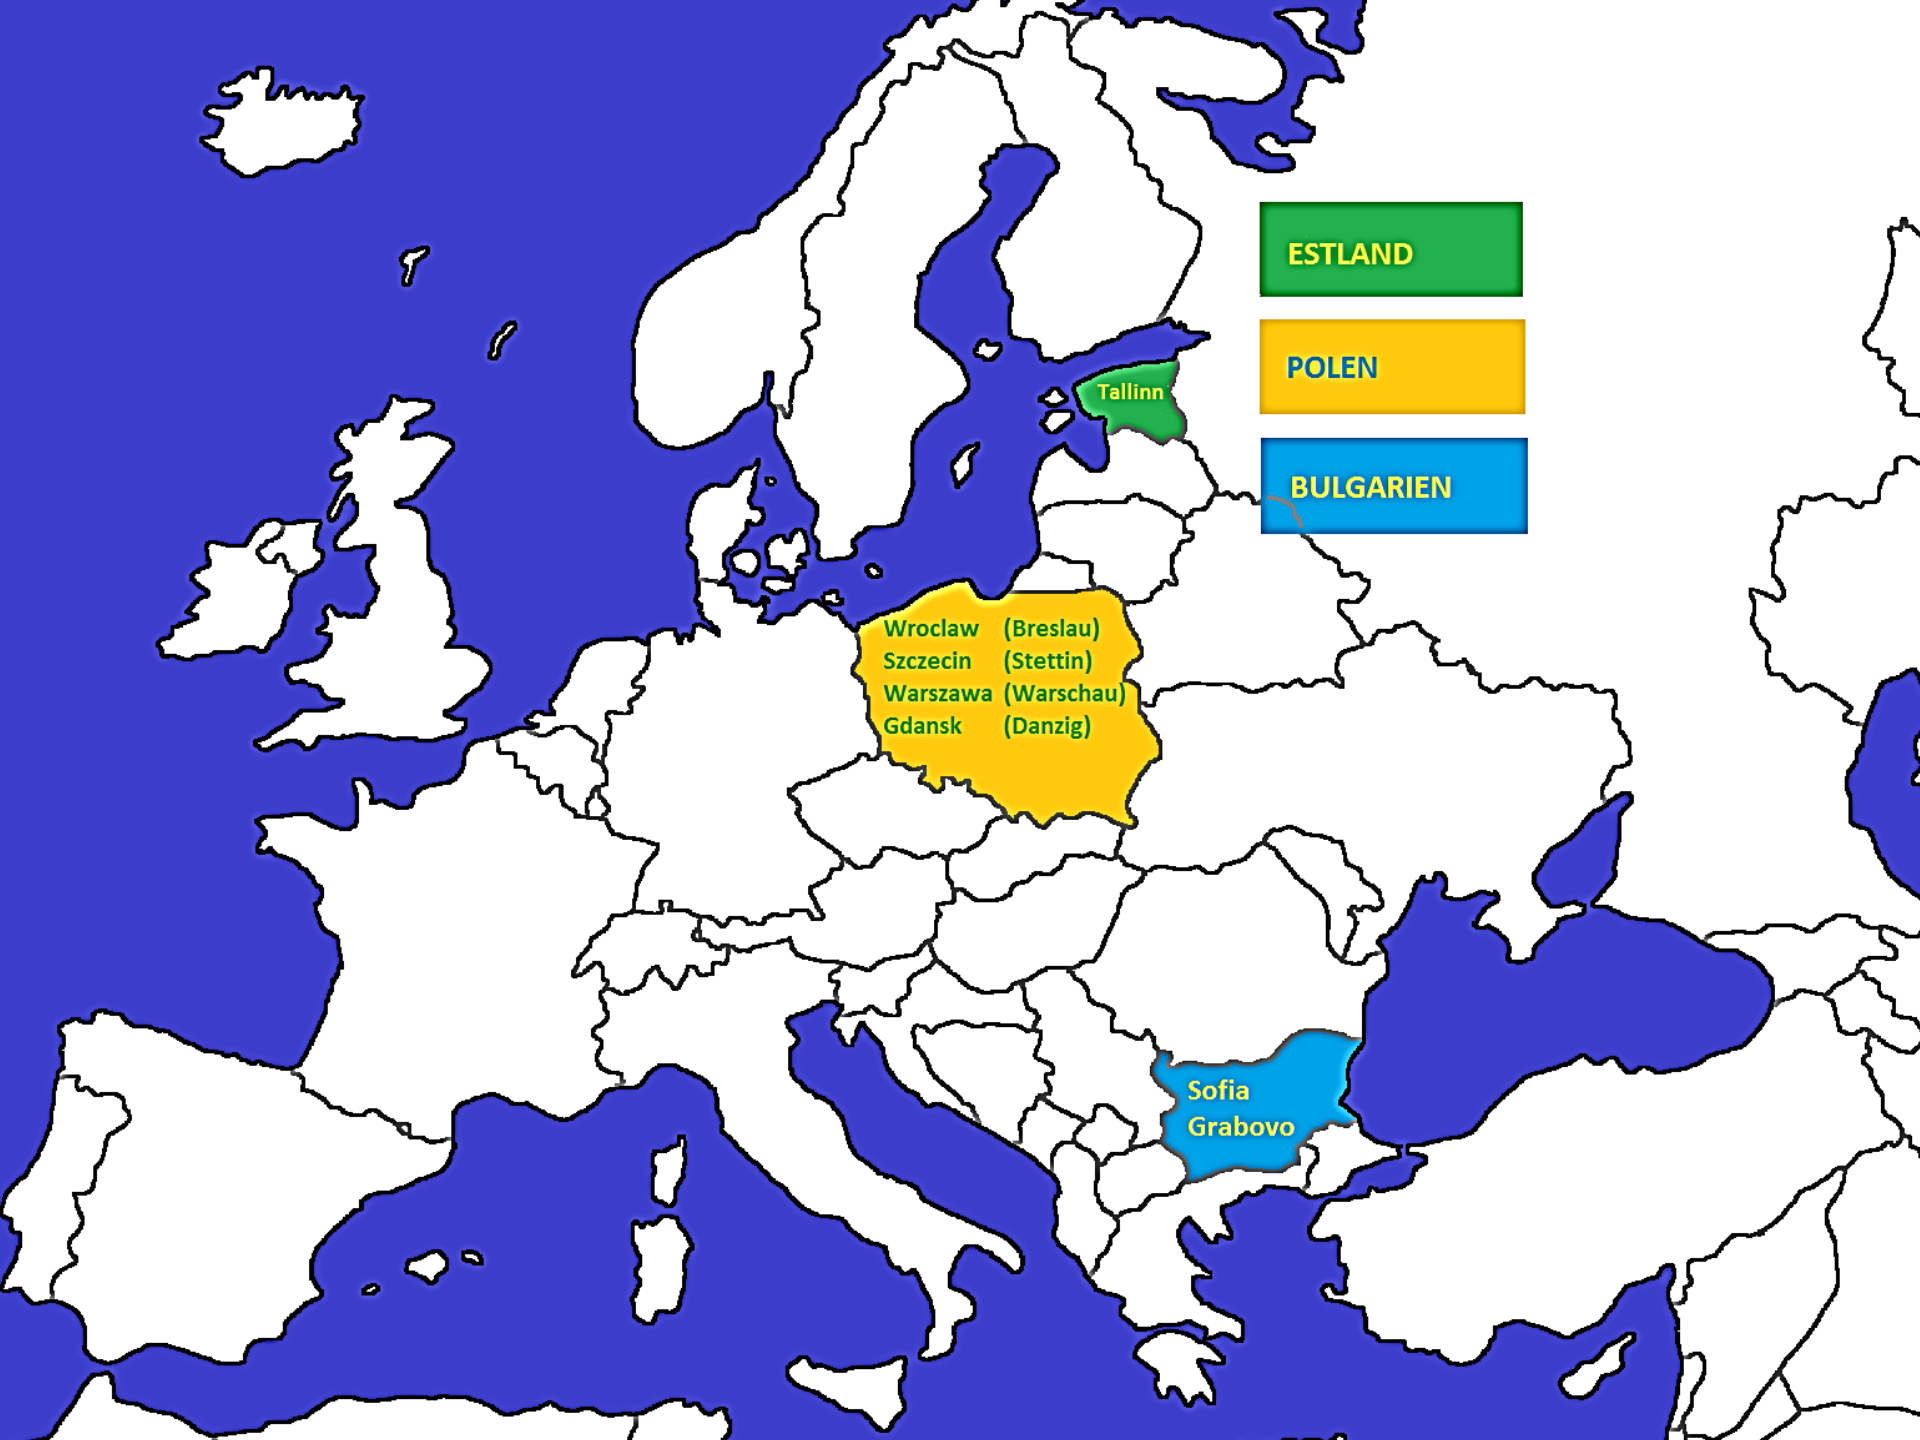 ESTLAND
POLEN
BULGARIEN
Tallinn
Wroclaw (Breslau)
Szczecin (Stettin)
Warszawa (Warschau)
Gdansk (Danzig)
Sofia
Grabovo